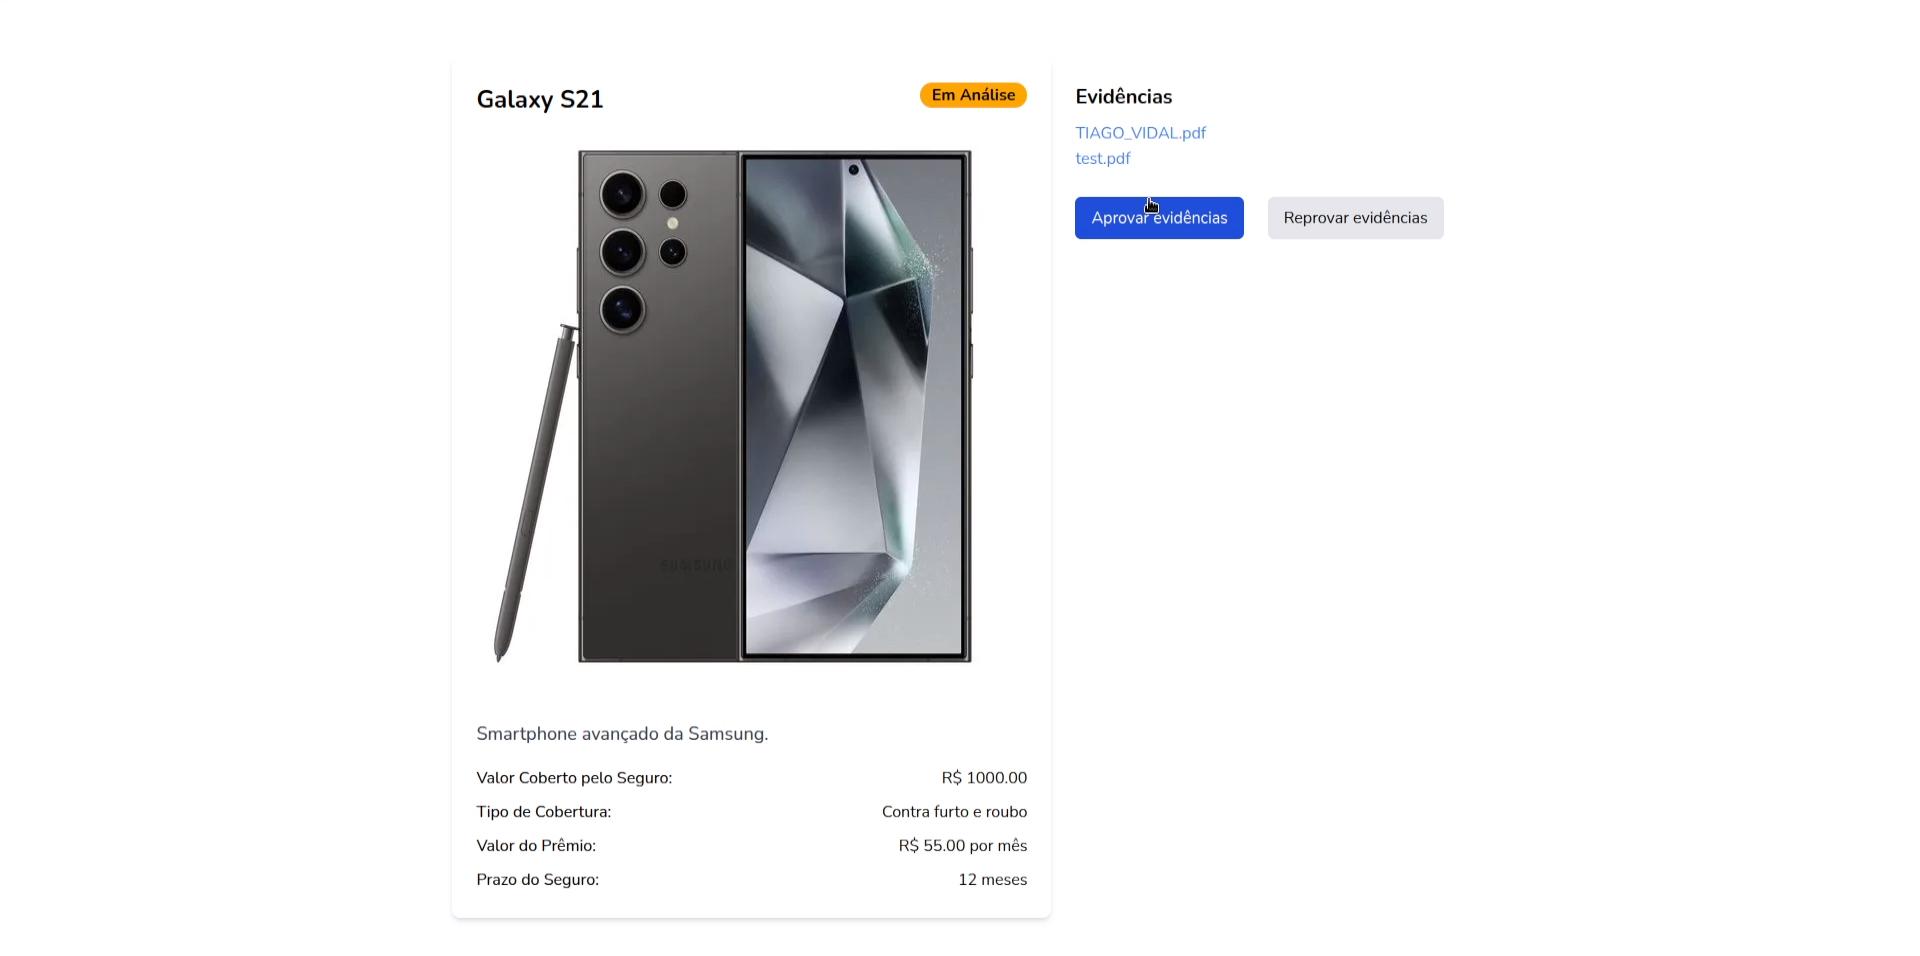 Galaxy S21
Em Análise
SAMSUNG
Smartphone avançado da Samsung.
Valor Coberto pelo Seguro: R$ 1000.00
Tipo de Cobertura: Contra furto e roubo
Valor do Prêmio: R$ 55.00 por mês
Prazo do Seguro: 12 meses
Evidências
TIAGO_VIDAL.pdf
test.pdf
Aprovar evidências
Reprovar evidências